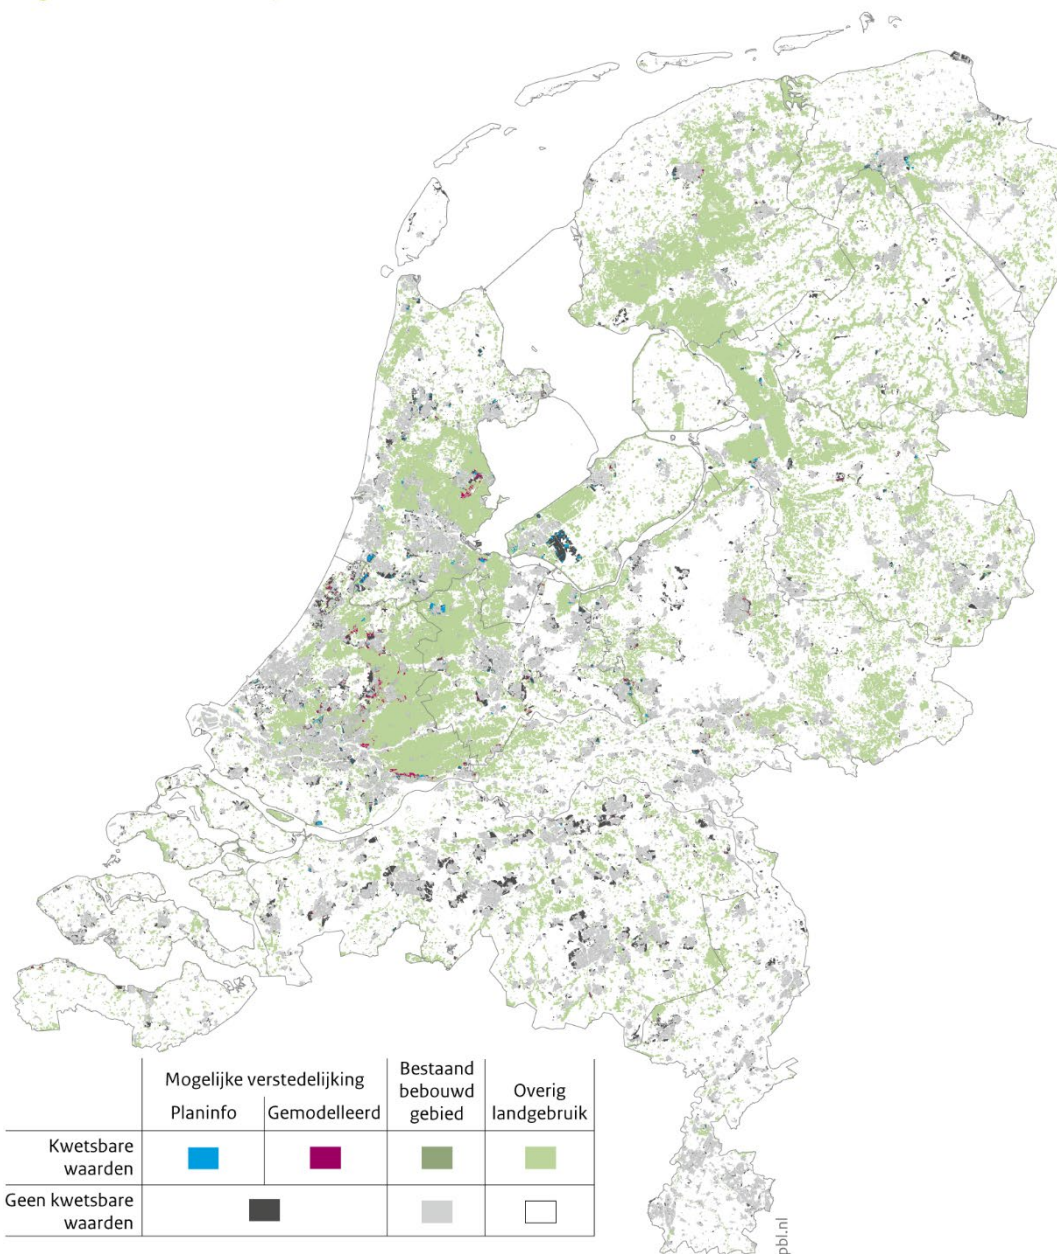 Mogelijke verstedelijking
Bestaand bebouwd gebied
Overig landgebruik
Planinfo
Gemodelleerd
Kwetsbare waarden
Geen kwetsbare waarden
pbl.nl